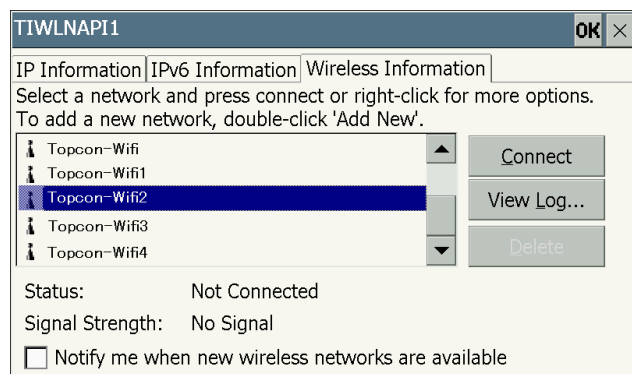 TIWLNAPI1 OK ×
IP Information IPv6 Information Wireless Information
Select a network and press connect or right-click for more options.
To add a new network, double-click 'Add New'.
Topcon-Wifi
Topcon-Wifi1
Topcon-Wifi2
Topcon-Wifi3
Topcon-Wifi4
Connect
View Log...
Delete
Status: Not Connected
Signal Strength: No Signal
Notify me when new wireless networks are available